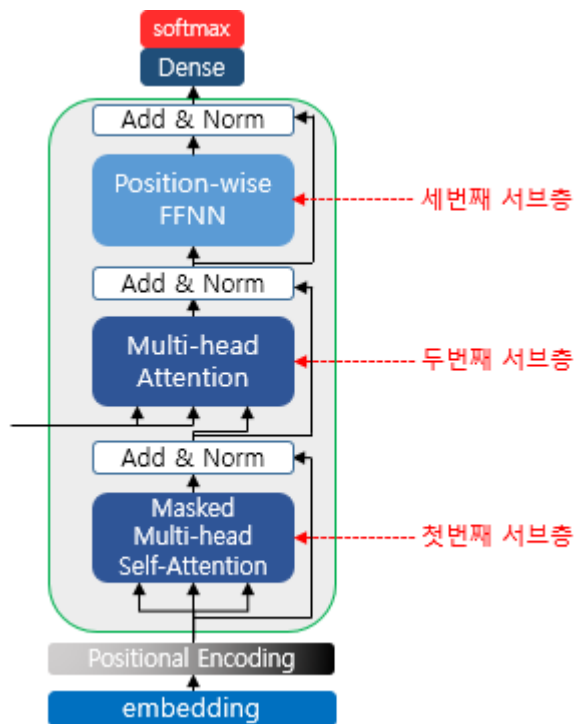 softmax
Dense
Add & Norm
Position-wise
FFNN
세번째 서브층
Add & Norm
Multi-head
Attention
두번째 서브층
Add & Norm
Masked
Multi-head
Self-Attention
첫번째 서브층
Positional Encoding
embedding